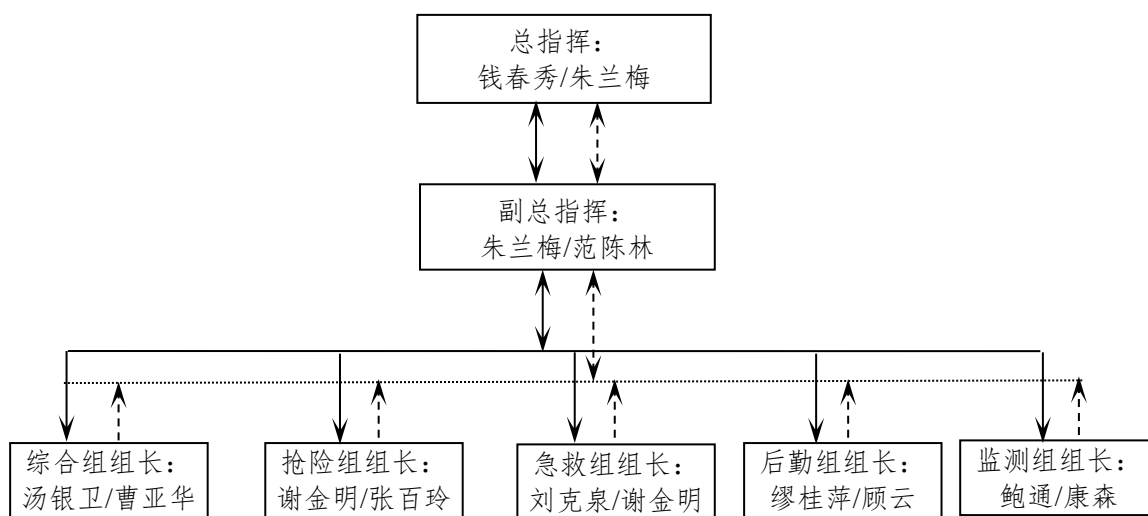 总指挥：
钱春秀/朱兰梅
副总指挥：
朱兰梅/范陈林
综合组组长：
汤银卫/曹亚华
抢险组组长：
谢金明/张百玲
急救组组长：
刘克泉/谢金明
后勤组组长：
缪桂萍/顾云
监测组组长：
鲍通/康森